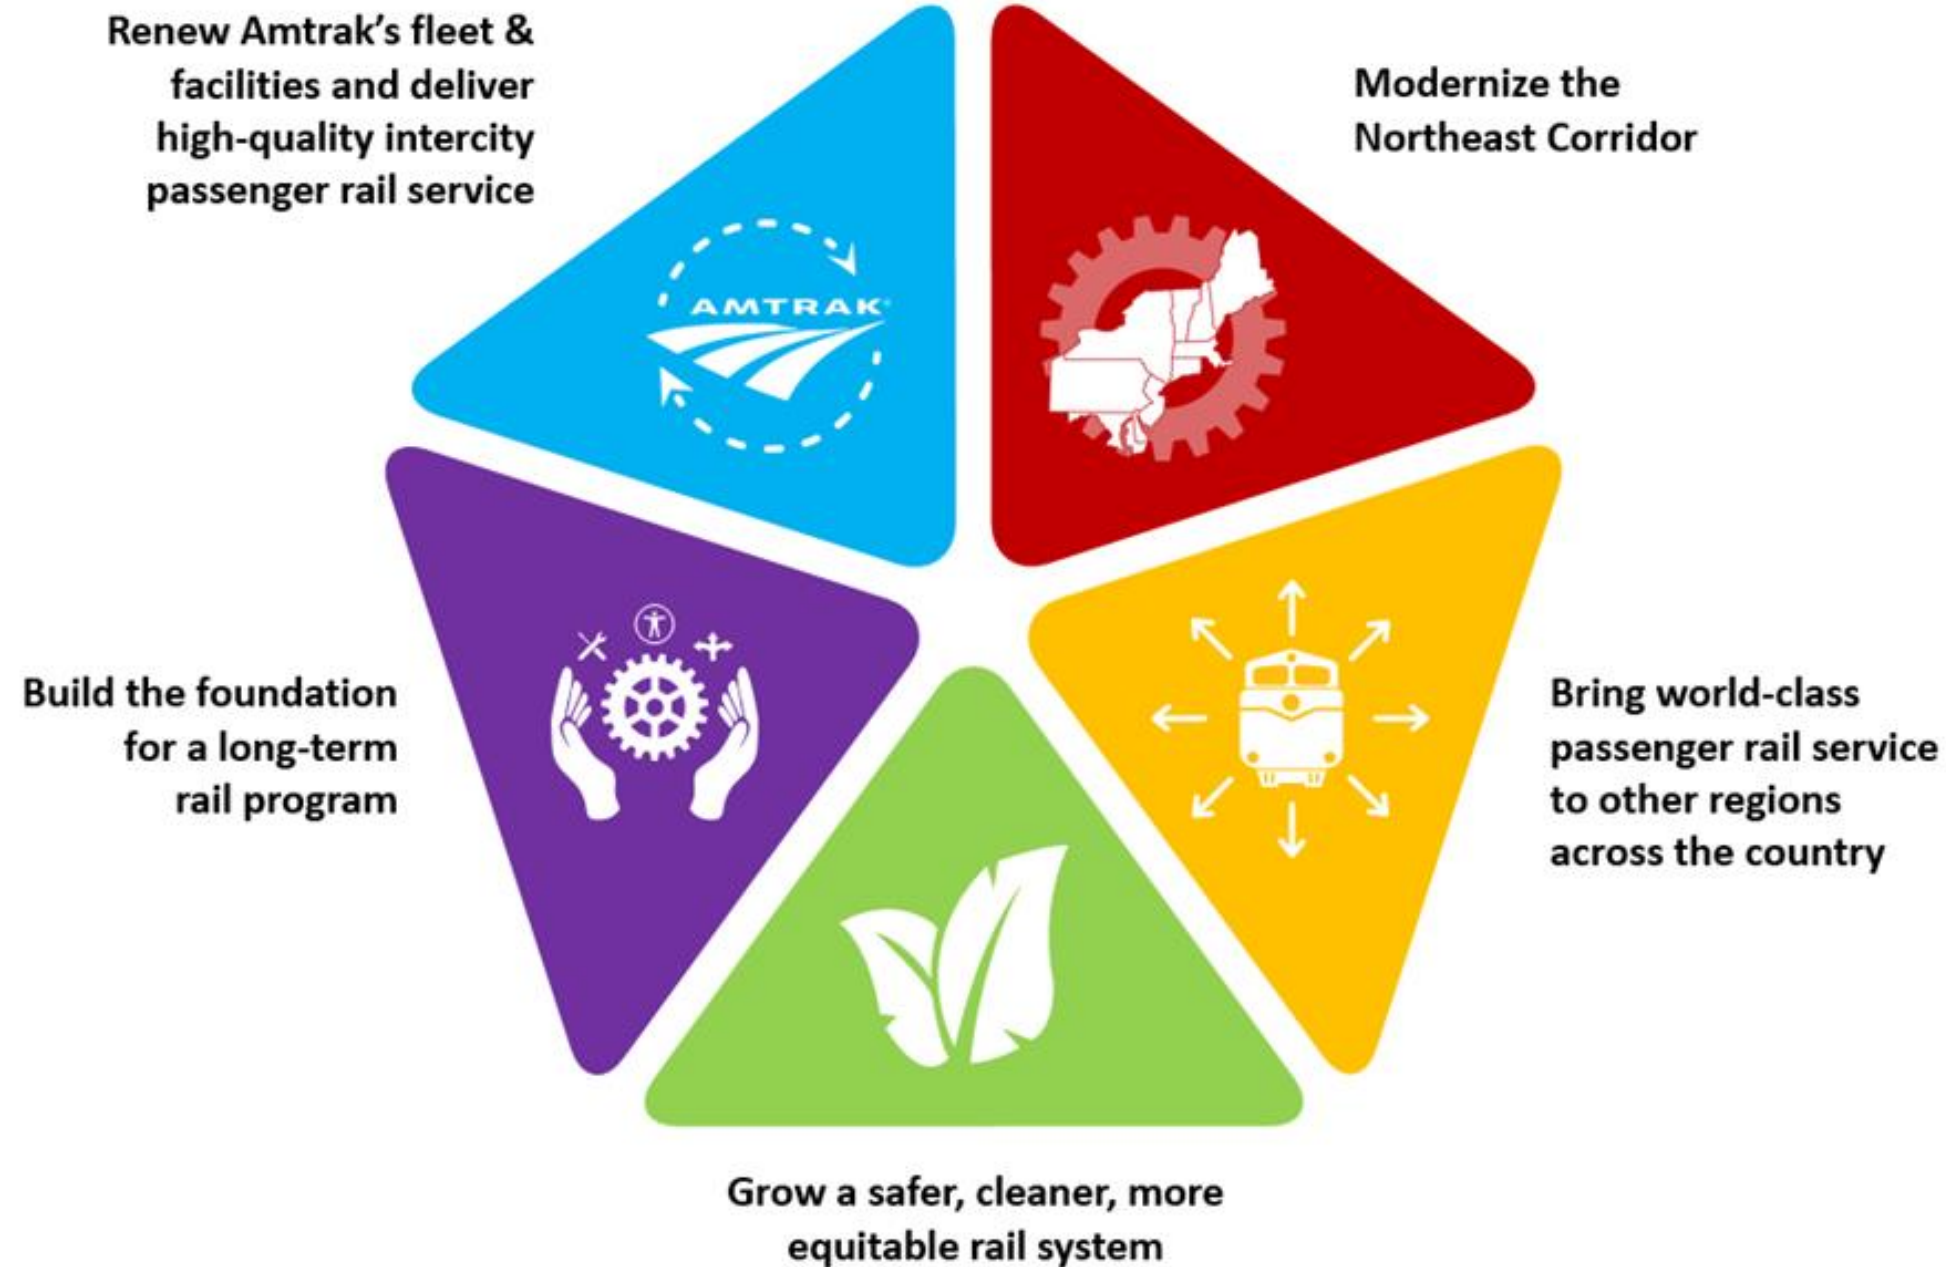 Renew Amtrak’s fleet &
facilities and deliver
high-quality intercity
passenger rail service
Modernize the
Northeast Corridor
AMTRAK®
Build the foundation
for a long-term
rail program
Bring world-class
passenger rail service
to other regions
across the country
Grow a safer, cleaner, more
equitable rail system